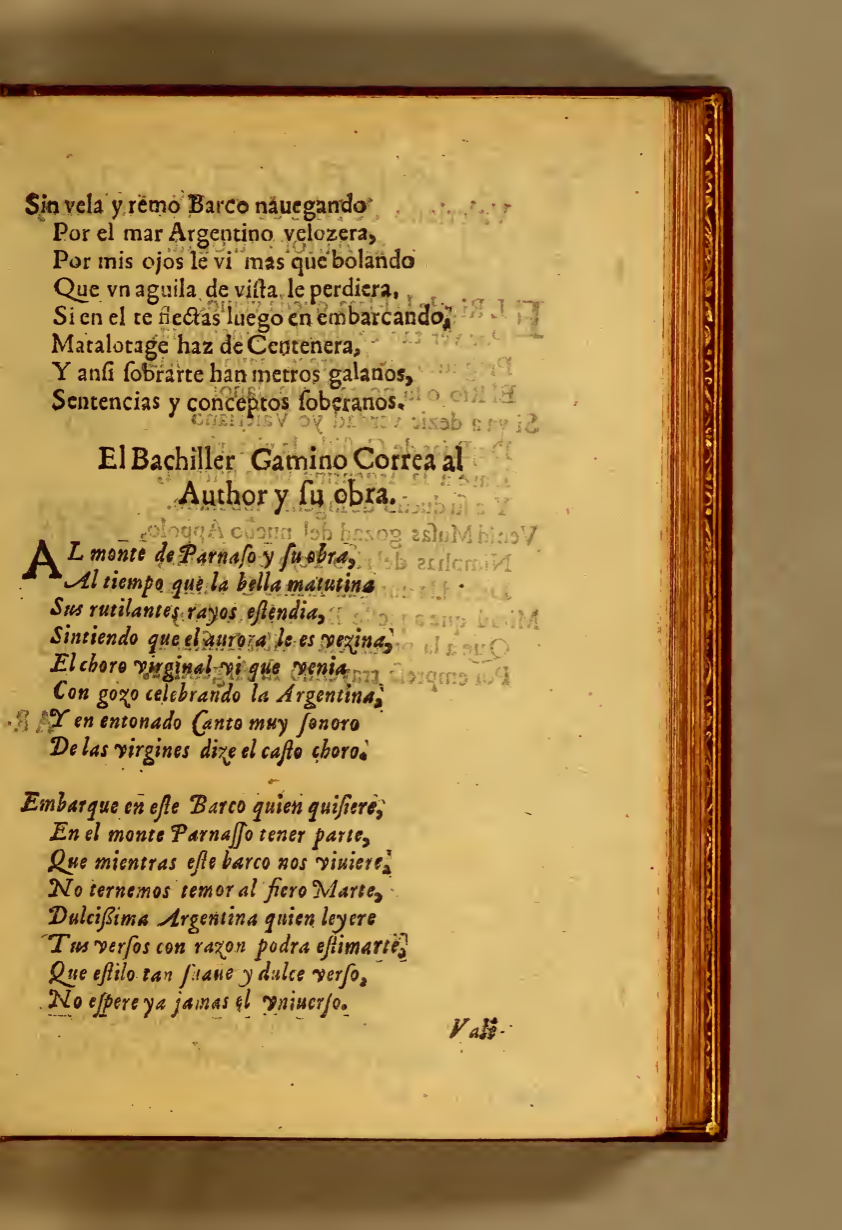 Sin vela y remo Barco nauegando
Por el mar Argentino velozera,
Por mis ojos le vi mas que bolando
Que vn aguila de viſta le perdiera,
Si en el te fiectas luego en embarcando,
Matalotage haz de Centenera,
Y anſi ſobrarte han metros galanos,
Sentencias y conceptos ſoberanos.
El Bachiller Gamino Correa al
Author y ſu obra.
AL monte de Parnaſo y ſu obra,
Al tiempo que la bella matutina
Sus rutilantes rayos eſtendia,
Sintiendo que el aurora le es vezina,
El choro virginal vi que venia
Con gozo celebrando la Argentina,
Y en entonado Canto muy ſonoro
De las virgines dize el caſto choro.
Embarque en eſte Barco quien quiſiere,
En el monte Parnaſſo tener parte,
Que mientras eſte barco nos viuiere,
No ternemos temor al fiero Marte,
Dulciſsima Argentina quien leyere
Tus verſos con razon podra eſtimarte,
Que eſtilo tan ſuaue y dulce verſo,
No eſpere ya jamas el vniuerſo.